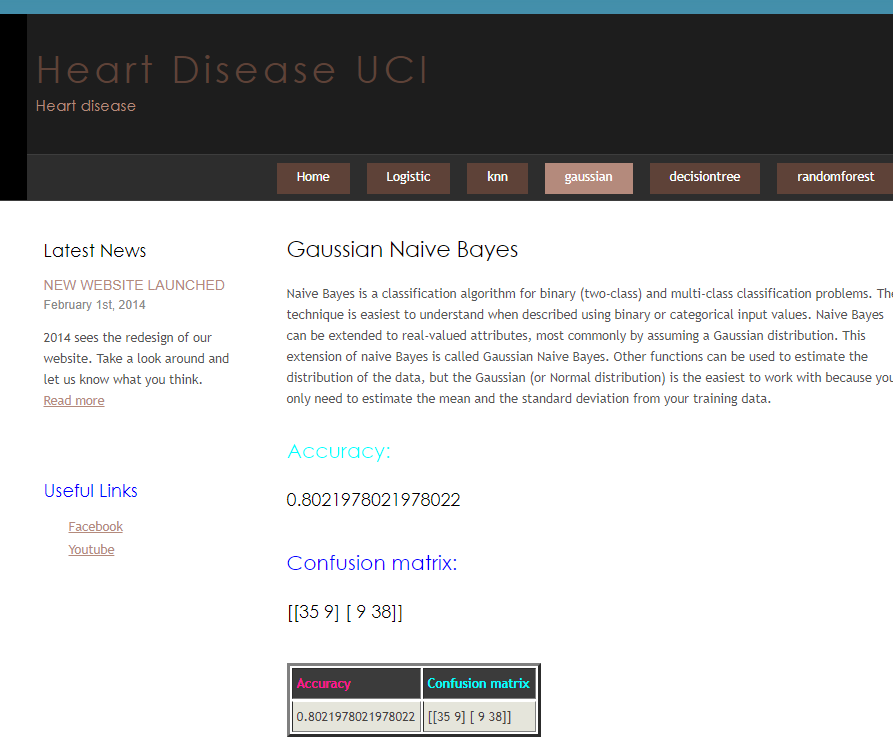 Heart Disease UCI
Heart disease
Home Logistic knn gaussian decisiontree randomforest
Latest News
NEW WEBSITE LAUNCHED
February 1st, 2014
2014 sees the redesign of our
website. Take a look around and
let us know what you think.
Read more
Useful Links
Facebook
Youtube
Gaussian Naive Bayes
Naive Bayes is a classification algorithm for binary (two-class) and multi-class classification problems. The
technique is easiest to understand when described using binary or categorical input values. Naive Bayes
can be extended to real-valued attributes, most commonly by assuming a Gaussian distribution. This
extension of naive Bayes is called Gaussian Naive Bayes. Other functions can be used to estimate the
distribution of the data, but the Gaussian (or Normal distribution) is the easiest to work with because you
only need to estimate the mean and the standard deviation from your training data.
Accuracy:
0.8021978021978022
Confusion matrix:
[[35 9] [ 9 38]]
Accuracy Confusion matrix
0.8021978021978022 [[35 9] [ 9 38]]